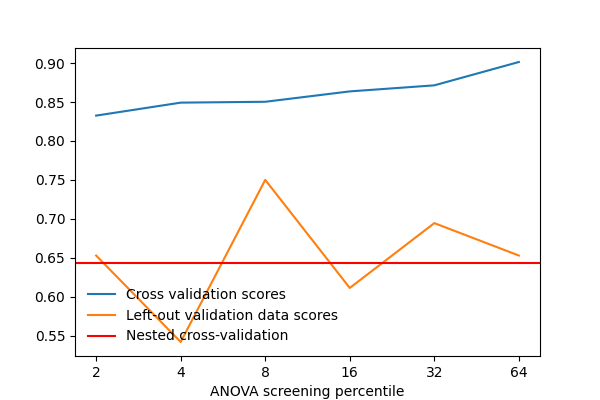 0.90
0.85
0.80
0.75
0.70
0.65
0.60
0.55
Cross validation scores
Left-out validation data scores
Nested cross-validation
2 4 8 16 32 64
ANOVA screening percentile